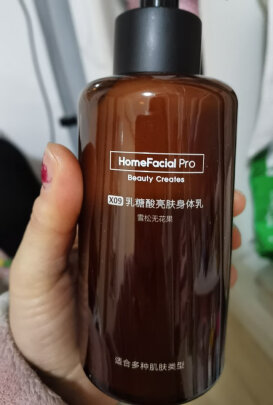 HomeFacial Pro
Beauty Creates
X09 乳糖酸亮肤身体乳
雪松无花果
适合多种肌肤类型